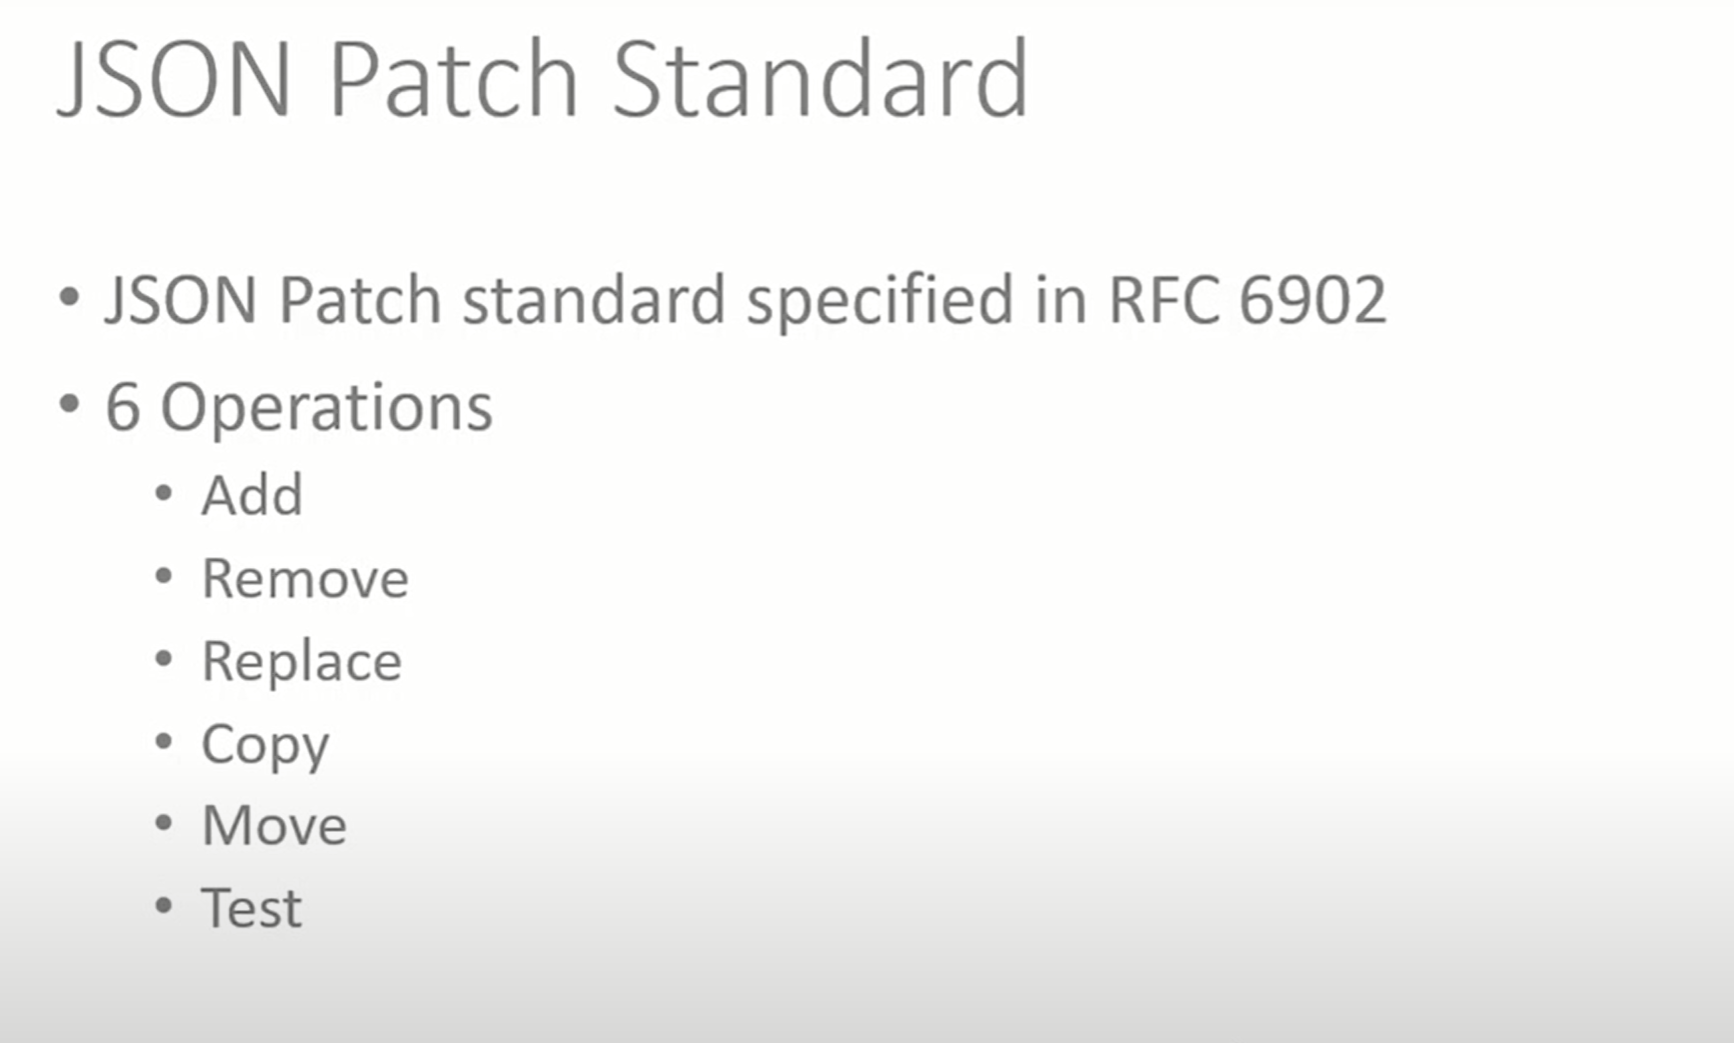 JSON Patch Standard
• JSON Patch standard specified in RFC 6902
• 6 Operations
• Add
• Remove
• Replace
• Copy
• Move
• Test